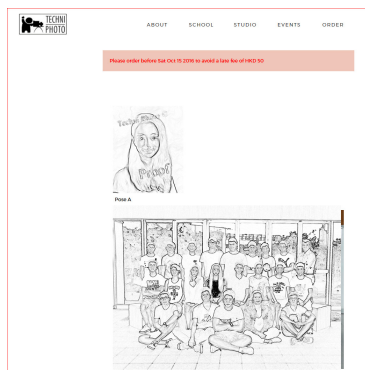 TECHNI
PHOTO
ABOUT SCHOOL STUDIO EVENTS ORDER
Please order before Sat Oct 15 2016 to avoid a late fee of HKD 50
Proof
Pose A